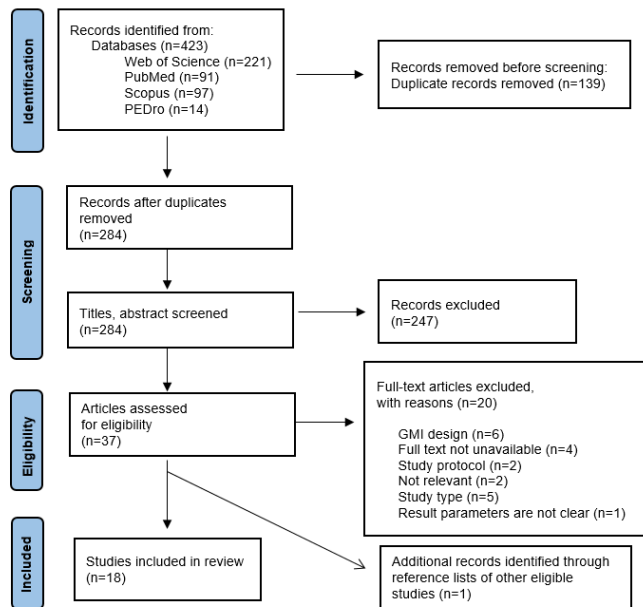 Identification
Records identified from:
Databases (n=423)
Web of Science (n=221)
PubMed (n=91)
Scopus (n=97)
PEDro (n=14)
Records removed before screening:
Duplicate records removed (n=139)
Screening
Records after duplicates
removed
(n=284)
Titles, abstract screened
(n=284)
Records excluded
(n=247)
Eligibility
Articles assessed
for eligibility
(n=37)
Full-text articles excluded,
with reasons (n=20)
GMI design (n=6)
Full text not unavailable (n=4)
Study protocol (n=2)
Not relevant (n=2)
Study type (n=5)
Result parameters are not clear (n=1)
Included
Studies included in review
(n=18)
Additional records identified through
reference lists of other eligible
studies (n=1)